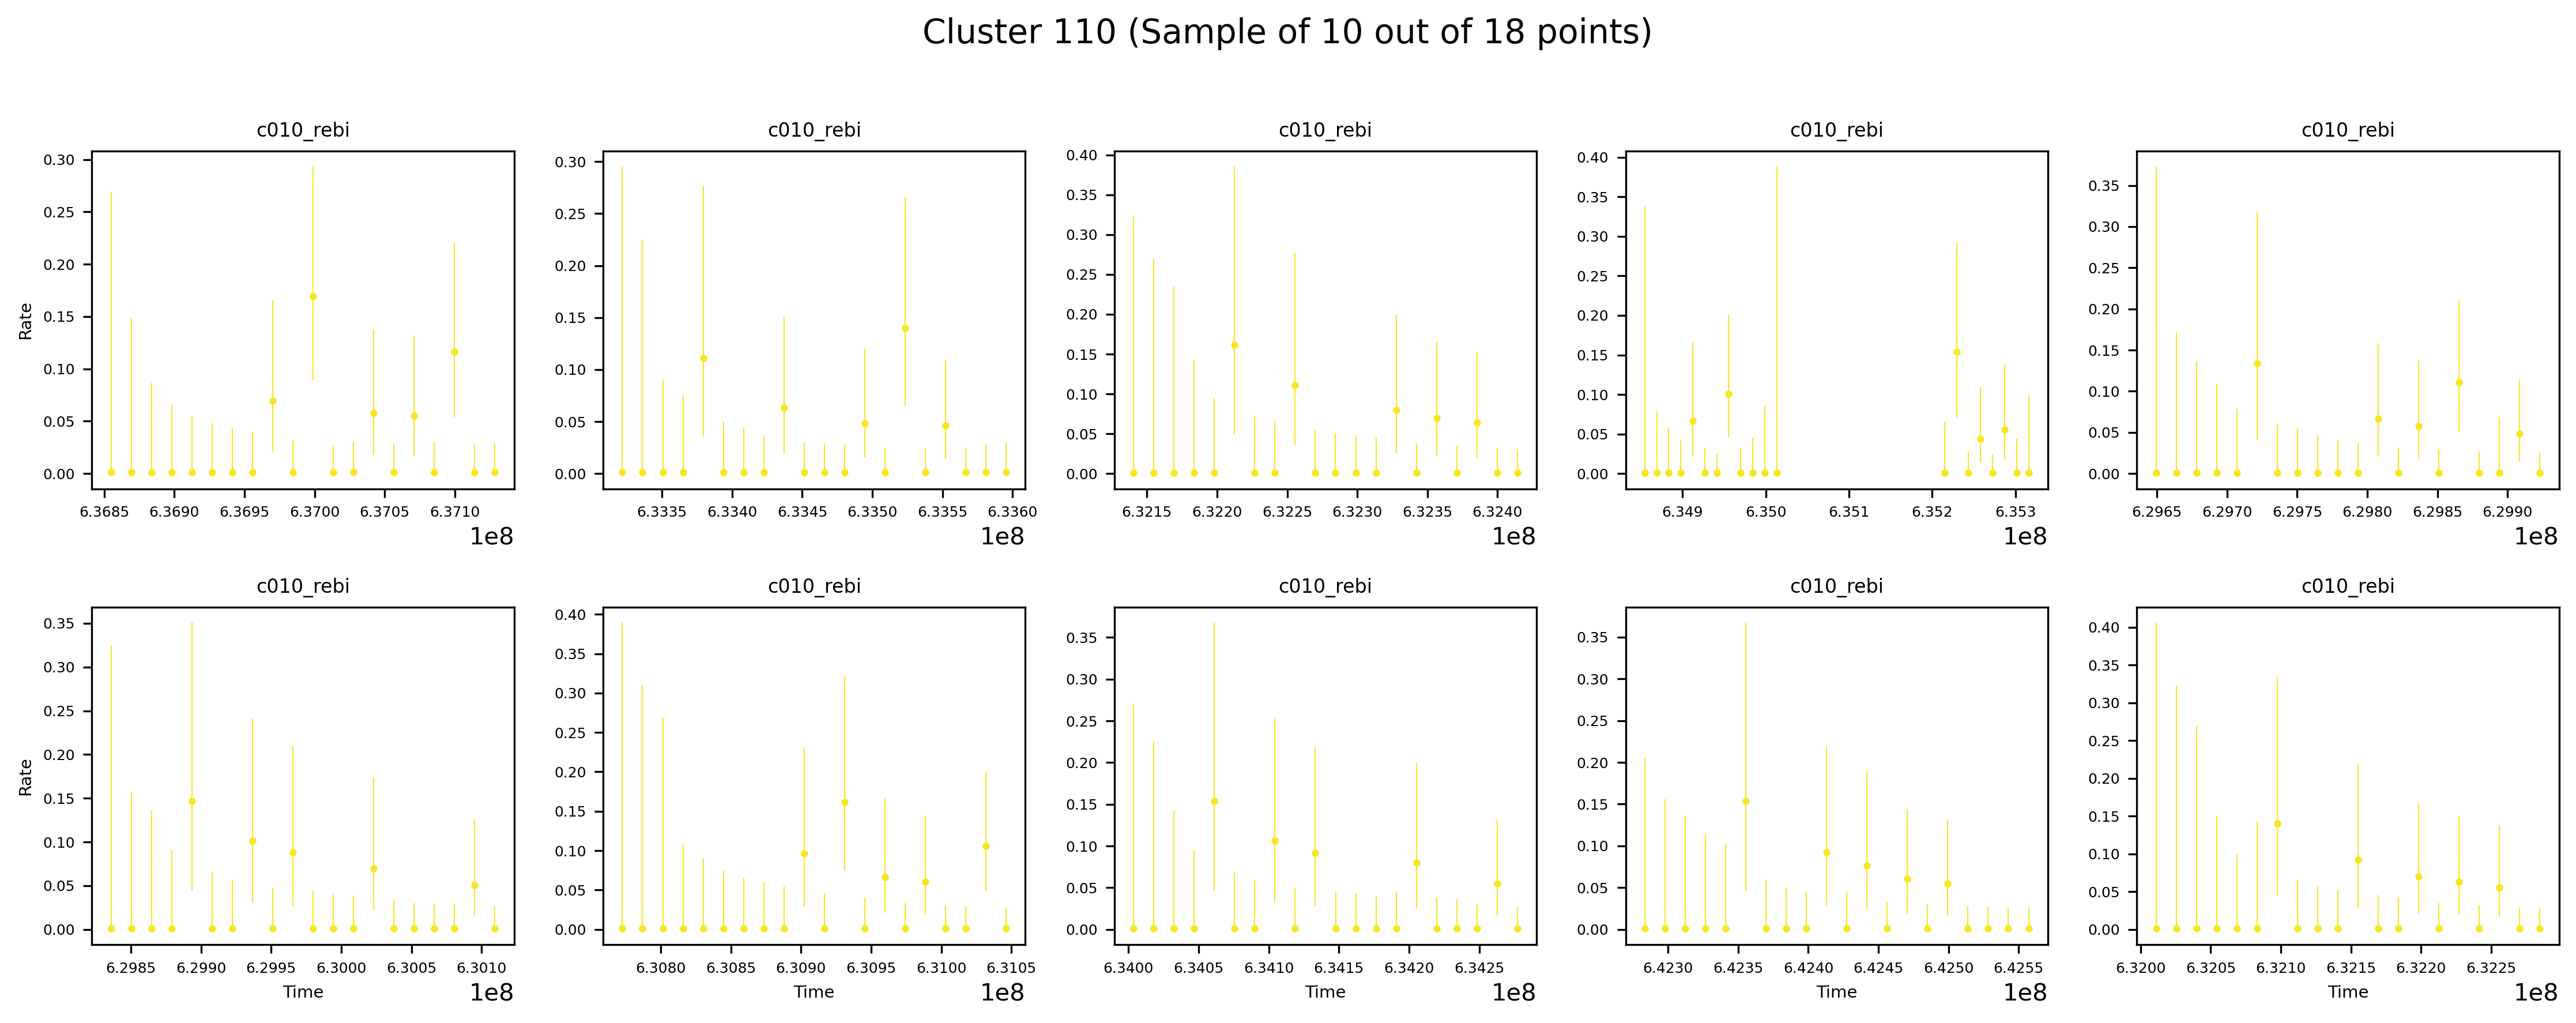 Cluster 110 (Sample of 10 out of 18 points)
c010_rebi c010_rebi c010_rebi c010_rebi c010_rebi
Rate
0.30 0.25 0.20 0.15 0.10 0.05 0.00
6.3685 6.3690 6.3695 6.3700 6.3705 6.3710
1e8
0.30 0.25 0.20 0.15 0.10 0.05 0.00
6.3335 6.3340 6.3345 6.3350 6.3355 6.3360
1e8
0.40 0.35 0.30 0.25 0.20 0.15 0.10 0.05 0.00
6.3215 6.3220 6.3225 6.3230 6.3235 6.3240
1e8
0.40 0.35 0.30 0.25 0.20 0.15 0.10 0.05 0.00
6.349 6.350 6.351 6.352 6.353
1e8
0.35 0.30 0.25 0.20 0.15 0.10 0.05 0.00
6.2965 6.2970 6.2975 6.2980 6.2985 6.2990
1e8
c010_rebi c010_rebi c010_rebi c010_rebi c010_rebi
Rate
0.35 0.30 0.25 0.20 0.15 0.10 0.05 0.00
6.2985 6.2990 6.2995 6.3000 6.3005 6.3010
Time 1e8
0.40 0.35 0.30 0.25 0.20 0.15 0.10 0.05 0.00
6.3080 6.3085 6.3090 6.3095 6.3100 6.3105
Time 1e8
0.35 0.30 0.25 0.20 0.15 0.10 0.05 0.00
6.3400 6.3405 6.3410 6.3415 6.3420 6.3425
Time 1e8
0.35 0.30 0.25 0.20 0.15 0.10 0.05 0.00
6.4230 6.4235 6.4240 6.4245 6.4250 6.4255
Time 1e8
0.40 0.35 0.30 0.25 0.20 0.15 0.10 0.05 0.00
6.3200 6.3205 6.3210 6.3215 6.3220 6.3225
Time 1e8